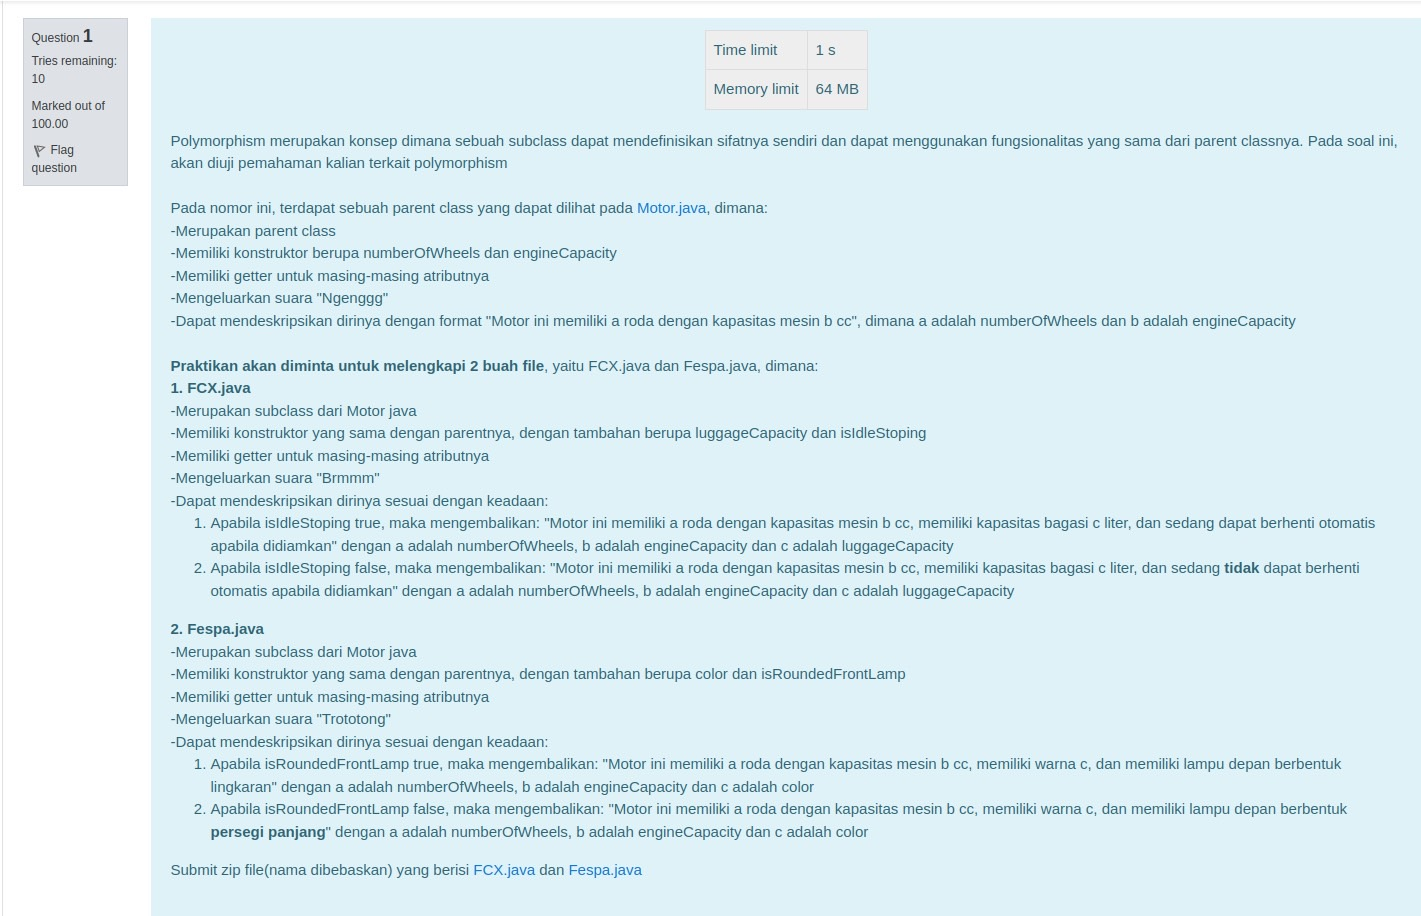 Question 1
Tries remaining:
10
Marked out of
100.00
Flag
question
Time limit 1 s
Memory limit 64 MB
Polymorphism merupakan konsep dimana sebuah subclass dapat mendefinisikan sifatnya sendiri dan dapat menggunakan fungsionalitas yang sama dari parent classnya. Pada soal ini,
akan diuji pemahaman kalian terkait polymorphism
Pada nomor ini, terdapat sebuah parent class yang dapat dilihat pada Motor.java, dimana:
-Merupakan parent class
-Memiliki konstruktor berupa numberOfWheels dan engineCapacity
-Memiliki getter untuk masing-masing atributnya
-Mengeluarkan suara "Ngenggg"
-Dapat mendeskripsikan dirinya dengan format "Motor ini memiliki a roda dengan kapasitas mesin b cc", dimana a adalah numberOfWheels dan b adalah engineCapacity
Praktikan akan diminta untuk melengkapi 2 buah file, yaitu FCX.java dan Fespa.java, dimana:
1. FCX.java
-Merupakan subclass dari Motor java
-Memiliki konstruktor yang sama dengan parentnya, dengan tambahan berupa luggageCapacity dan isIdleStoping
-Memiliki getter untuk masing-masing atributnya
-Mengeluarkan suara "Brmmm"
-Dapat mendeskripsikan dirinya sesuai dengan keadaan:
1. Apabila isIdleStoping true, maka mengembalikan: "Motor ini memiliki a roda dengan kapasitas mesin b cc, memiliki kapasitas bagasi c liter, dan sedang dapat berhenti otomatis
apabila didiamkan" dengan a adalah numberOfWheels, b adalah engineCapacity dan c adalah luggageCapacity
2. Apabila isIdleStoping false, maka mengembalikan: "Motor ini memiliki a roda dengan kapasitas mesin b cc, memiliki kapasitas bagasi c liter, dan sedang tidak dapat berhenti
otomatis apabila didiamkan" dengan a adalah numberOfWheels, b adalah engineCapacity dan c adalah luggageCapacity
2. Fespa.java
-Merupakan subclass dari Motor java
-Memiliki konstruktor yang sama dengan parentnya, dengan tambahan berupa color dan isRoundedFrontLamp
-Memiliki getter untuk masing-masing atributnya
-Mengeluarkan suara "Trototong"
-Dapat mendeskripsikan dirinya sesuai dengan keadaan:
1. Apabila isRoundedFrontLamp true, maka mengembalikan: "Motor ini memiliki a roda dengan kapasitas mesin b cc, memiliki warna c, dan memiliki lampu depan berbentuk
lingkaran" dengan a adalah numberOfWheels, b adalah engineCapacity dan c adalah color
2. Apabila isRoundedFrontLamp false, maka mengembalikan: "Motor ini memiliki a roda dengan kapasitas mesin b cc, memiliki warna c, dan memiliki lampu depan berbentuk
persegi panjang" dengan a adalah numberOfWheels, b adalah engineCapacity dan c adalah color
Submit zip file(nama dibebaskan) yang berisi FCX.java dan Fespa.java